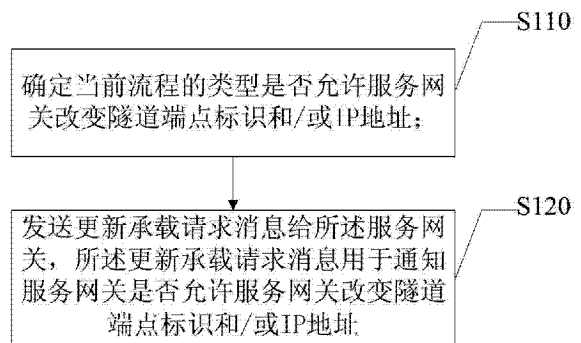 S110
确定当前流程的类型是否允许服务网
关改变隧道端点标识和/或IP地址；
S120
发送更新承载请求消息给所述服务网
关，所述更新承载请求消息用于通知
服务网关是否允许服务网关改变隧道
端点标识和/或IP地址